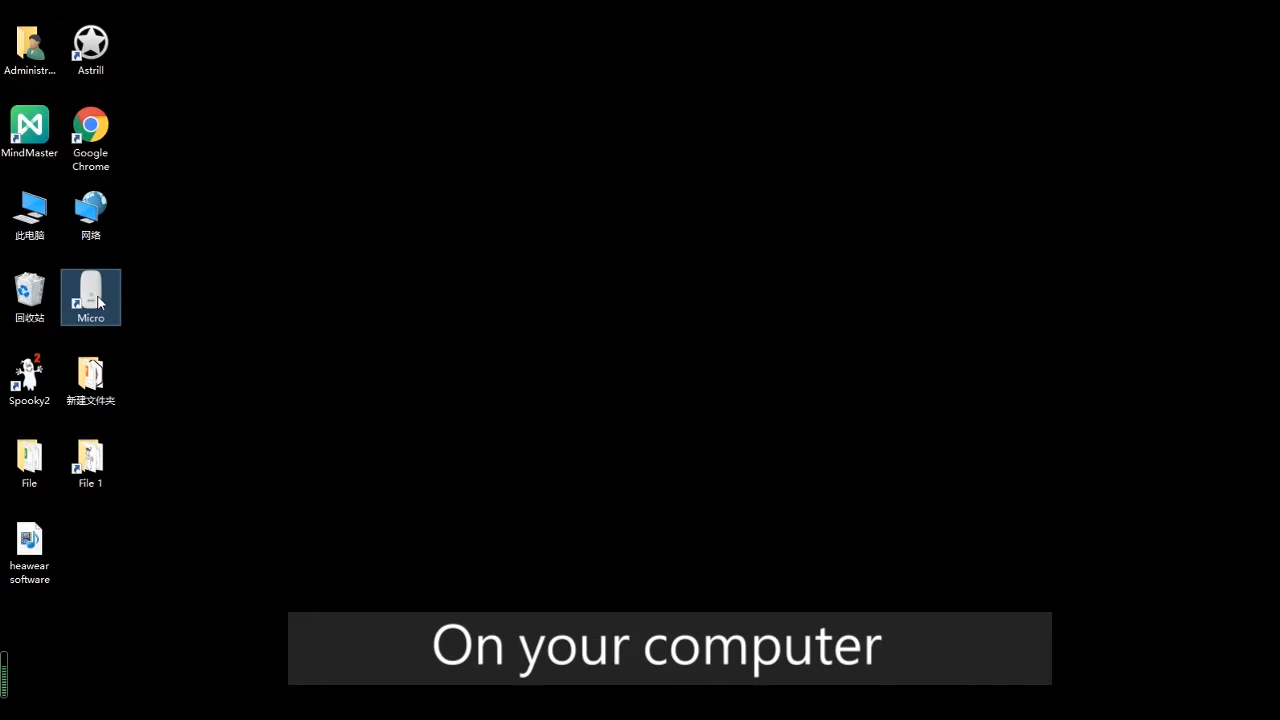 Administr...
Astrill
MindMaster
Google
Chrome
此电脑
网络
回收站
Micro
2
Spooky2
新建文件夹
File
File 1
heawear
software
On your computer